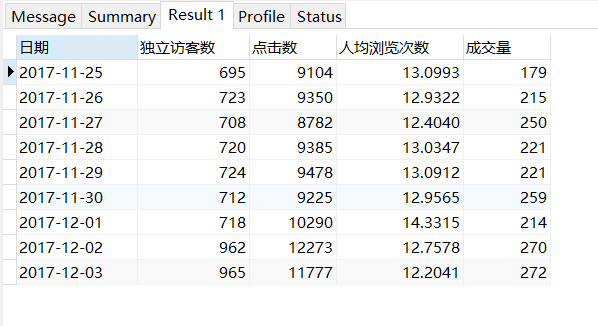 Message Summary Result 1 Profile Status
日期 独立访客数 点击数 人均浏览次数 成交量
2017-11-25 695 9104 13.0993 179
2017-11-26 723 9350 12.9322 215
2017-11-27 708 8782 12.4040 250
2017-11-28 720 9385 13.0347 221
2017-11-29 724 9478 13.0912 221
2017-11-30 712 9225 12.9565 259
2017-12-01 718 10290 14.3315 214
2017-12-02 962 12273 12.7578 270
2017-12-03 965 11777 12.2041 272